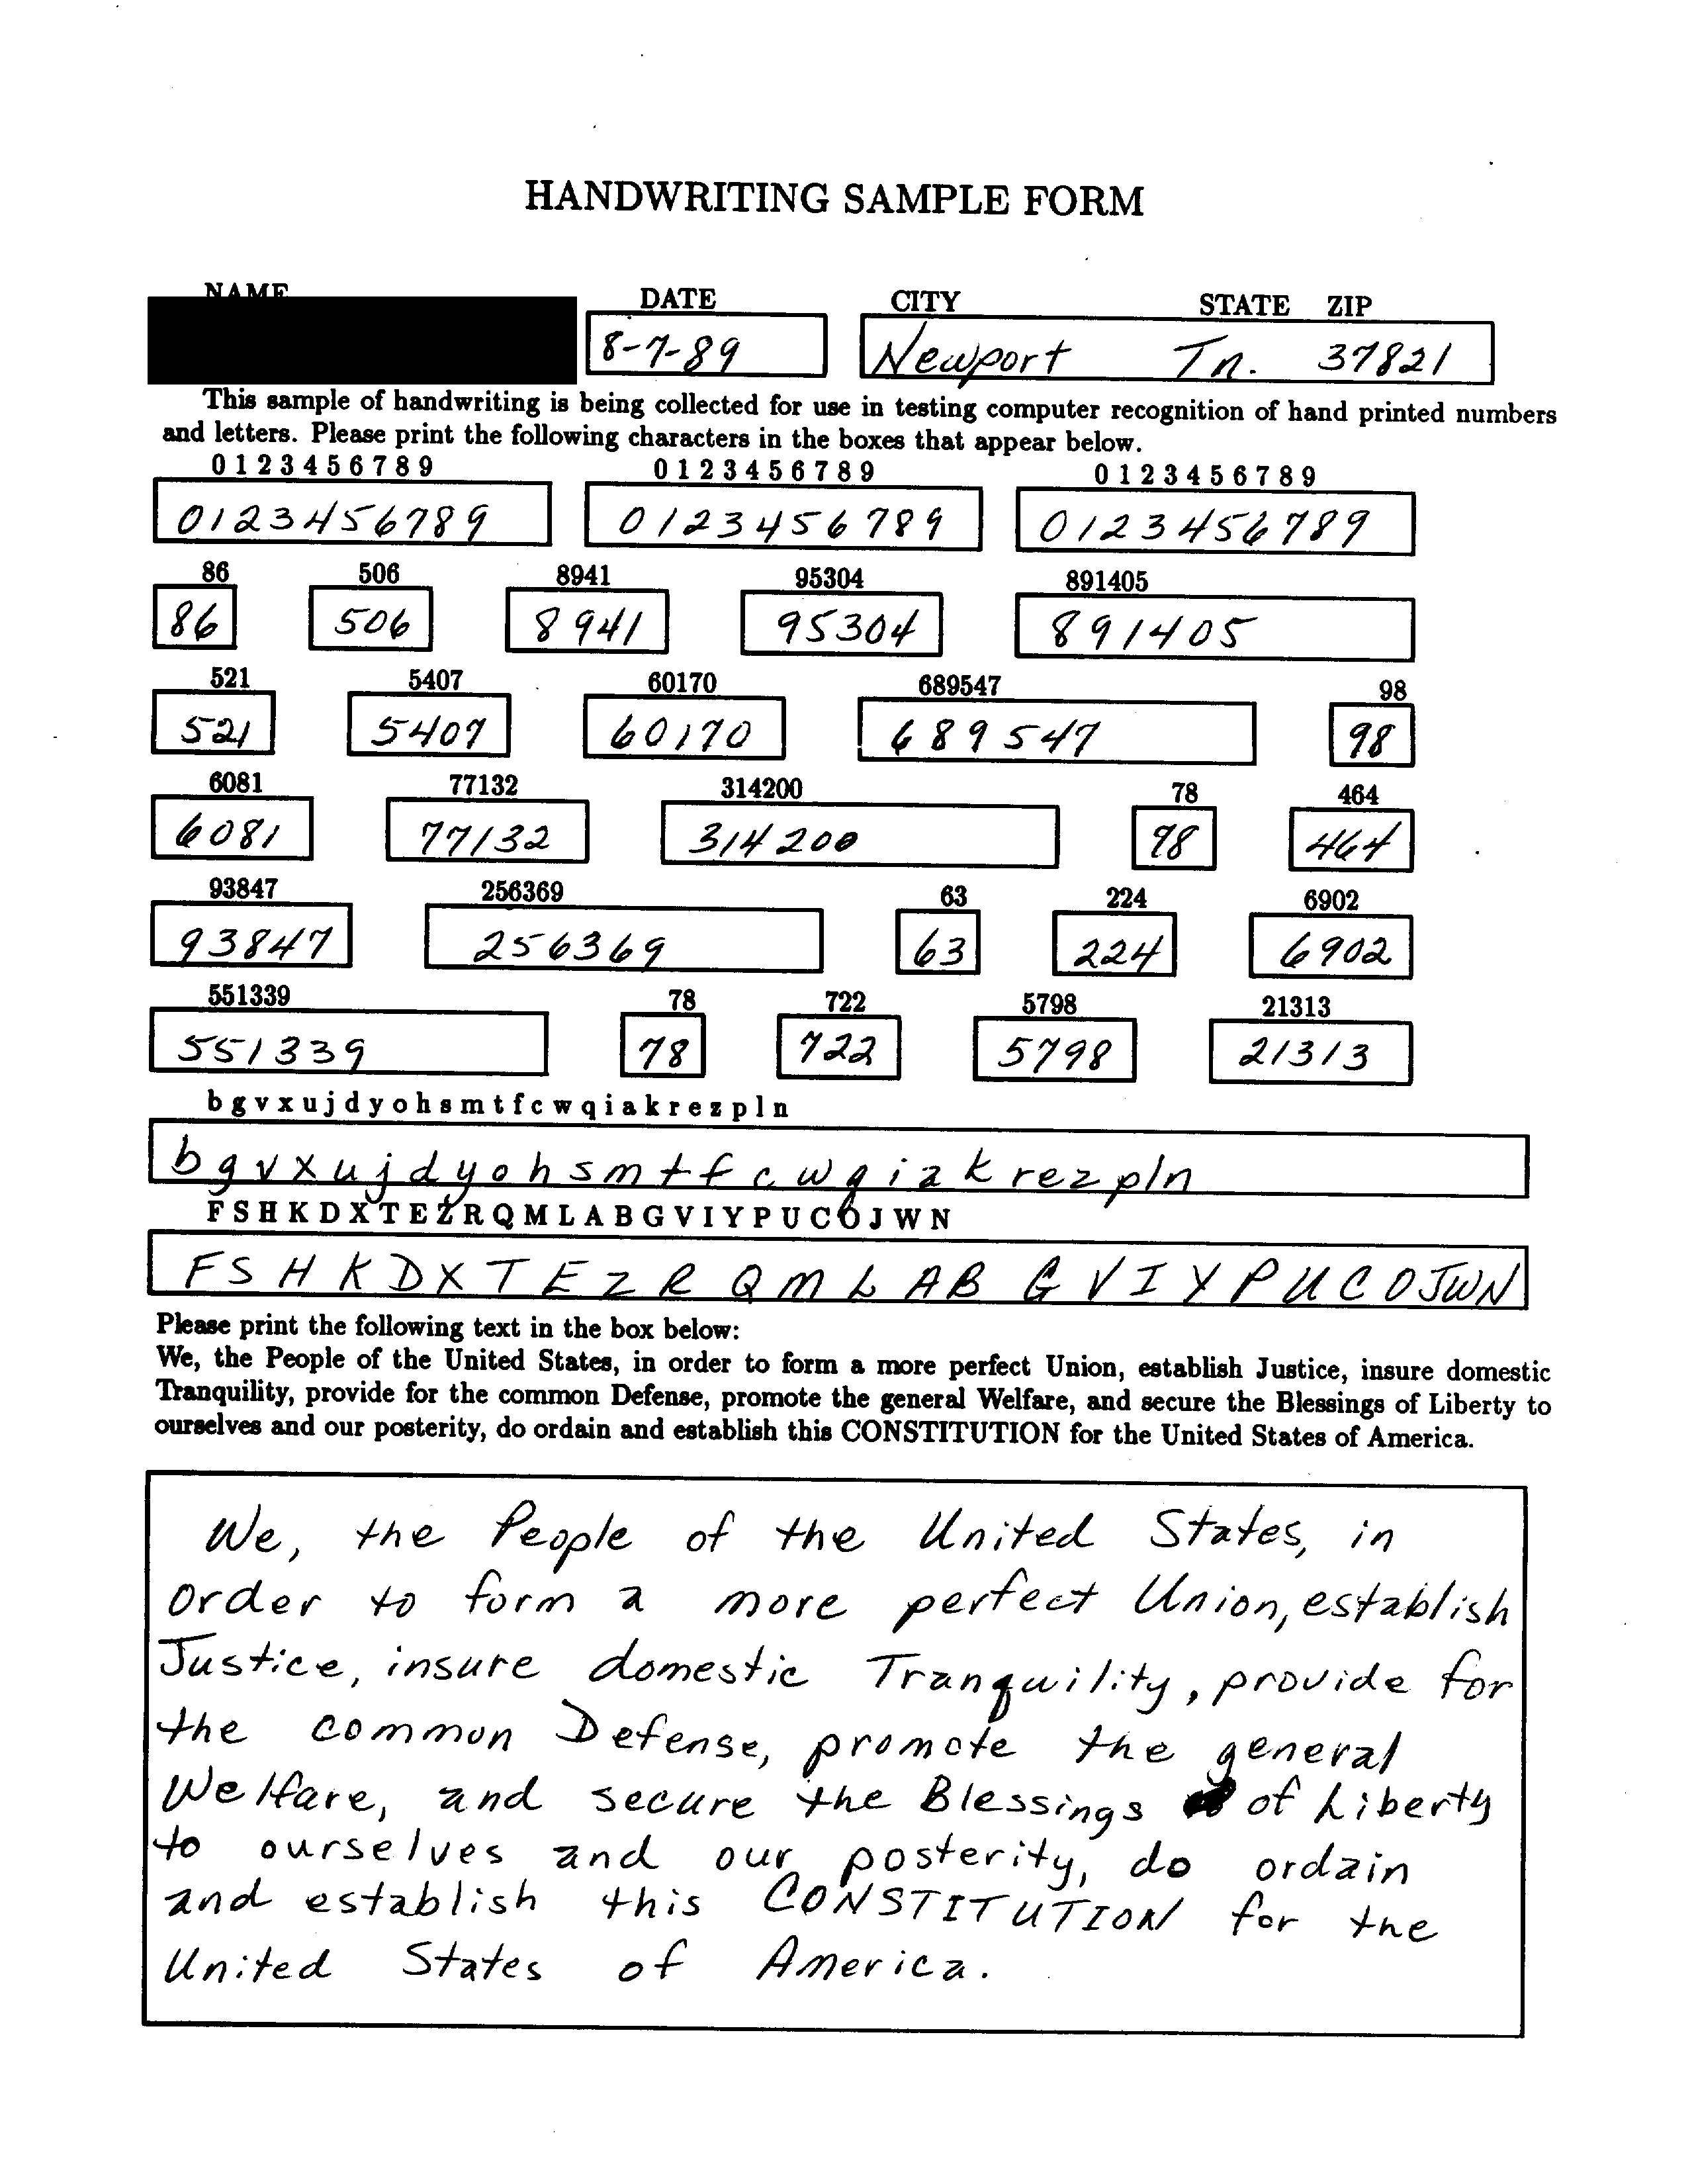 HANDWRITING SAMPLE FORM
NAME DATE CITY STATE ZIP
8-7-89 Newport Tn. 37821
This sample of handwriting is being collected for use in testing computer recognition of hand printed numbers
and letters. Please print the following characters in the boxes that appear below.
0 1 2 3 4 5 6 7 8 9 0 1 2 3 4 5 6 7 8 9 0 1 2 3 4 5 6 7 8 9
0123456789 0123456789 0123456789
86 506 8941 95304 891405
86 506 8941 95304 891405
521 5407 60170 689547 98
521 5407 60170 689547 98
6081 77132 314200 78 464
6081 77132 314200 78 464
93847 256369 63 224 6902
93847 256369 63 224 6902
551339 78 722 5798 21313
551339 78 722 5798 21313
b g v x u j d y o h s m t f c w q i a k r e z p l n
b g v x u j d y o h s m t f c w q i a k r e z p l n
F S H K D X T E Z R Q M L A B G V I Y P U C O J W N
F S H K D X T E Z R Q M L A B G V I Y P U C O J W N
Please print the following text in the box below:
We, the People of the United States, in order to form a more perfect Union, establish Justice, insure domestic
Tranquility, provide for the common Defense, promote the general Welfare, and secure the Blessings of Liberty to
ourselves and our posterity, do ordain and establish this CONSTITUTION for the United States of America.
We, the People of the United States, in
order to form a more perfect Union, establish
Justice, insure domestic Tranquility, provide for
the common Defense, promote the general
Welfare, and secure the Blessings of Liberty
to ourselves and our posterity, do ordain
and establish this CONSTITUTION for the
United States of America.